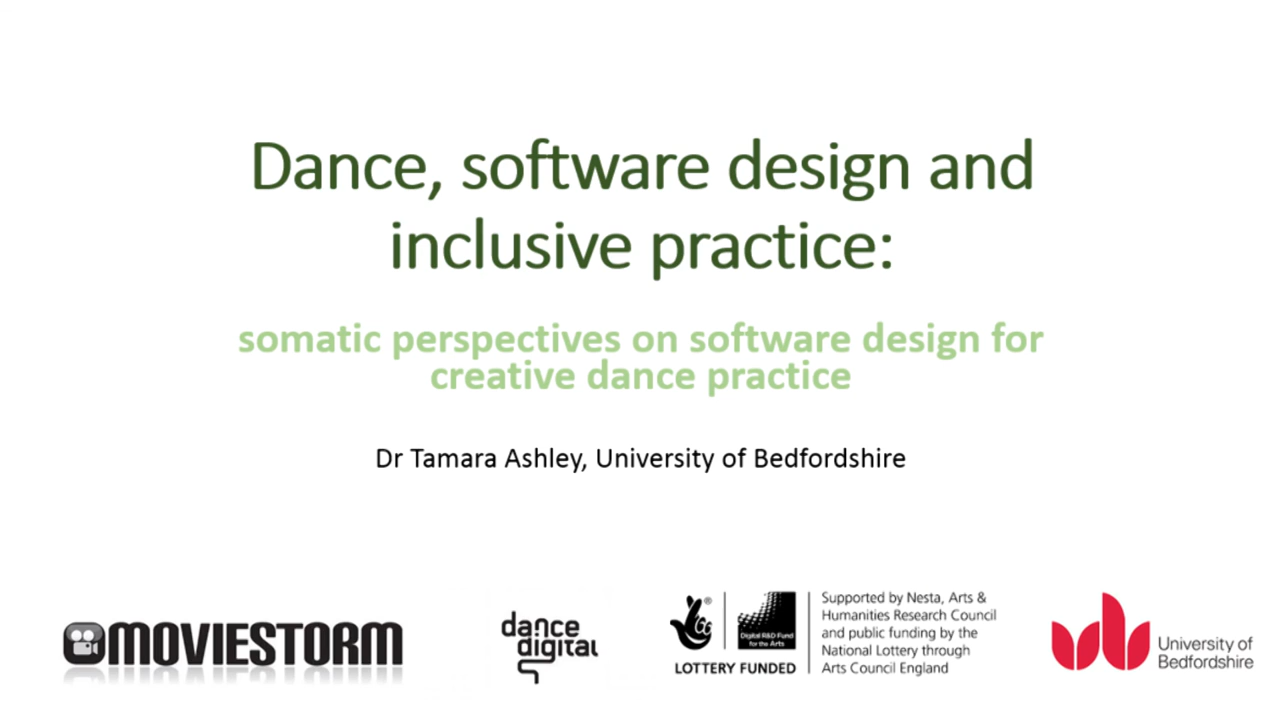 Dance, software design and
inclusive practice:
somatic perspectives on software design for
creative dance practice
Dr Tamara Ashley, University of Bedfordshire
MOVIESTORM
dance
digital
®
Digital R&D Fund
for the Arts
LOTTERY FUNDED
Supported by Nesta, Arts &
Humanities Research Council
and public funding by the
National Lottery through
Arts Council England
University of
Bedfordshire